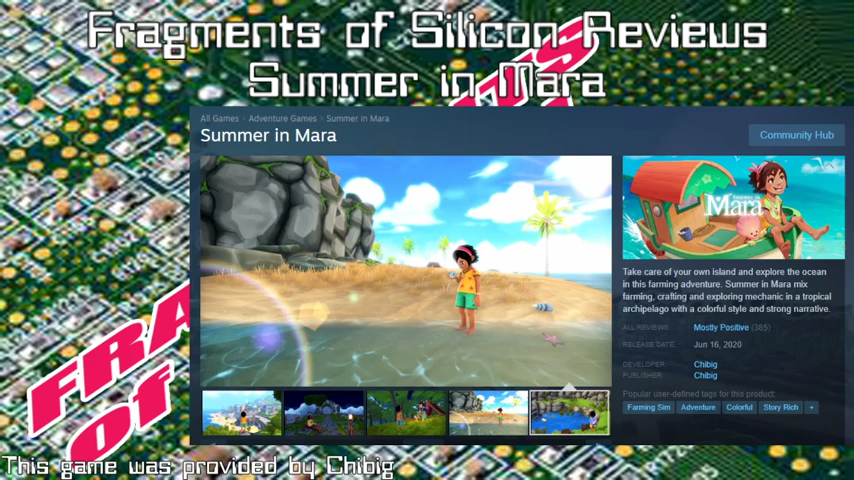 Fragments of Silicon Reviews
Summer in Mara
All Games > Adventure Games > Summer in Mara
Summer in Mara
Community Hub
SUMMER IN
Mara
Take care of your own island and explore the ocean
in this farming adventure. Summer in Mara mix
farming, crafting and exploring mechanic in a tropical
archipelago with a colorful style and strong narrative.
ALL REVIEWS: Mostly Positive (385)
RELEASE DATE: Jun 16, 2020
DEVELOPER: Chibig
PUBLISHER: Chibig
Popular user-defined tags for this product:
Farming Sim Adventure Colorful Story Rich +
FRA
of
This game was provided by Chibig